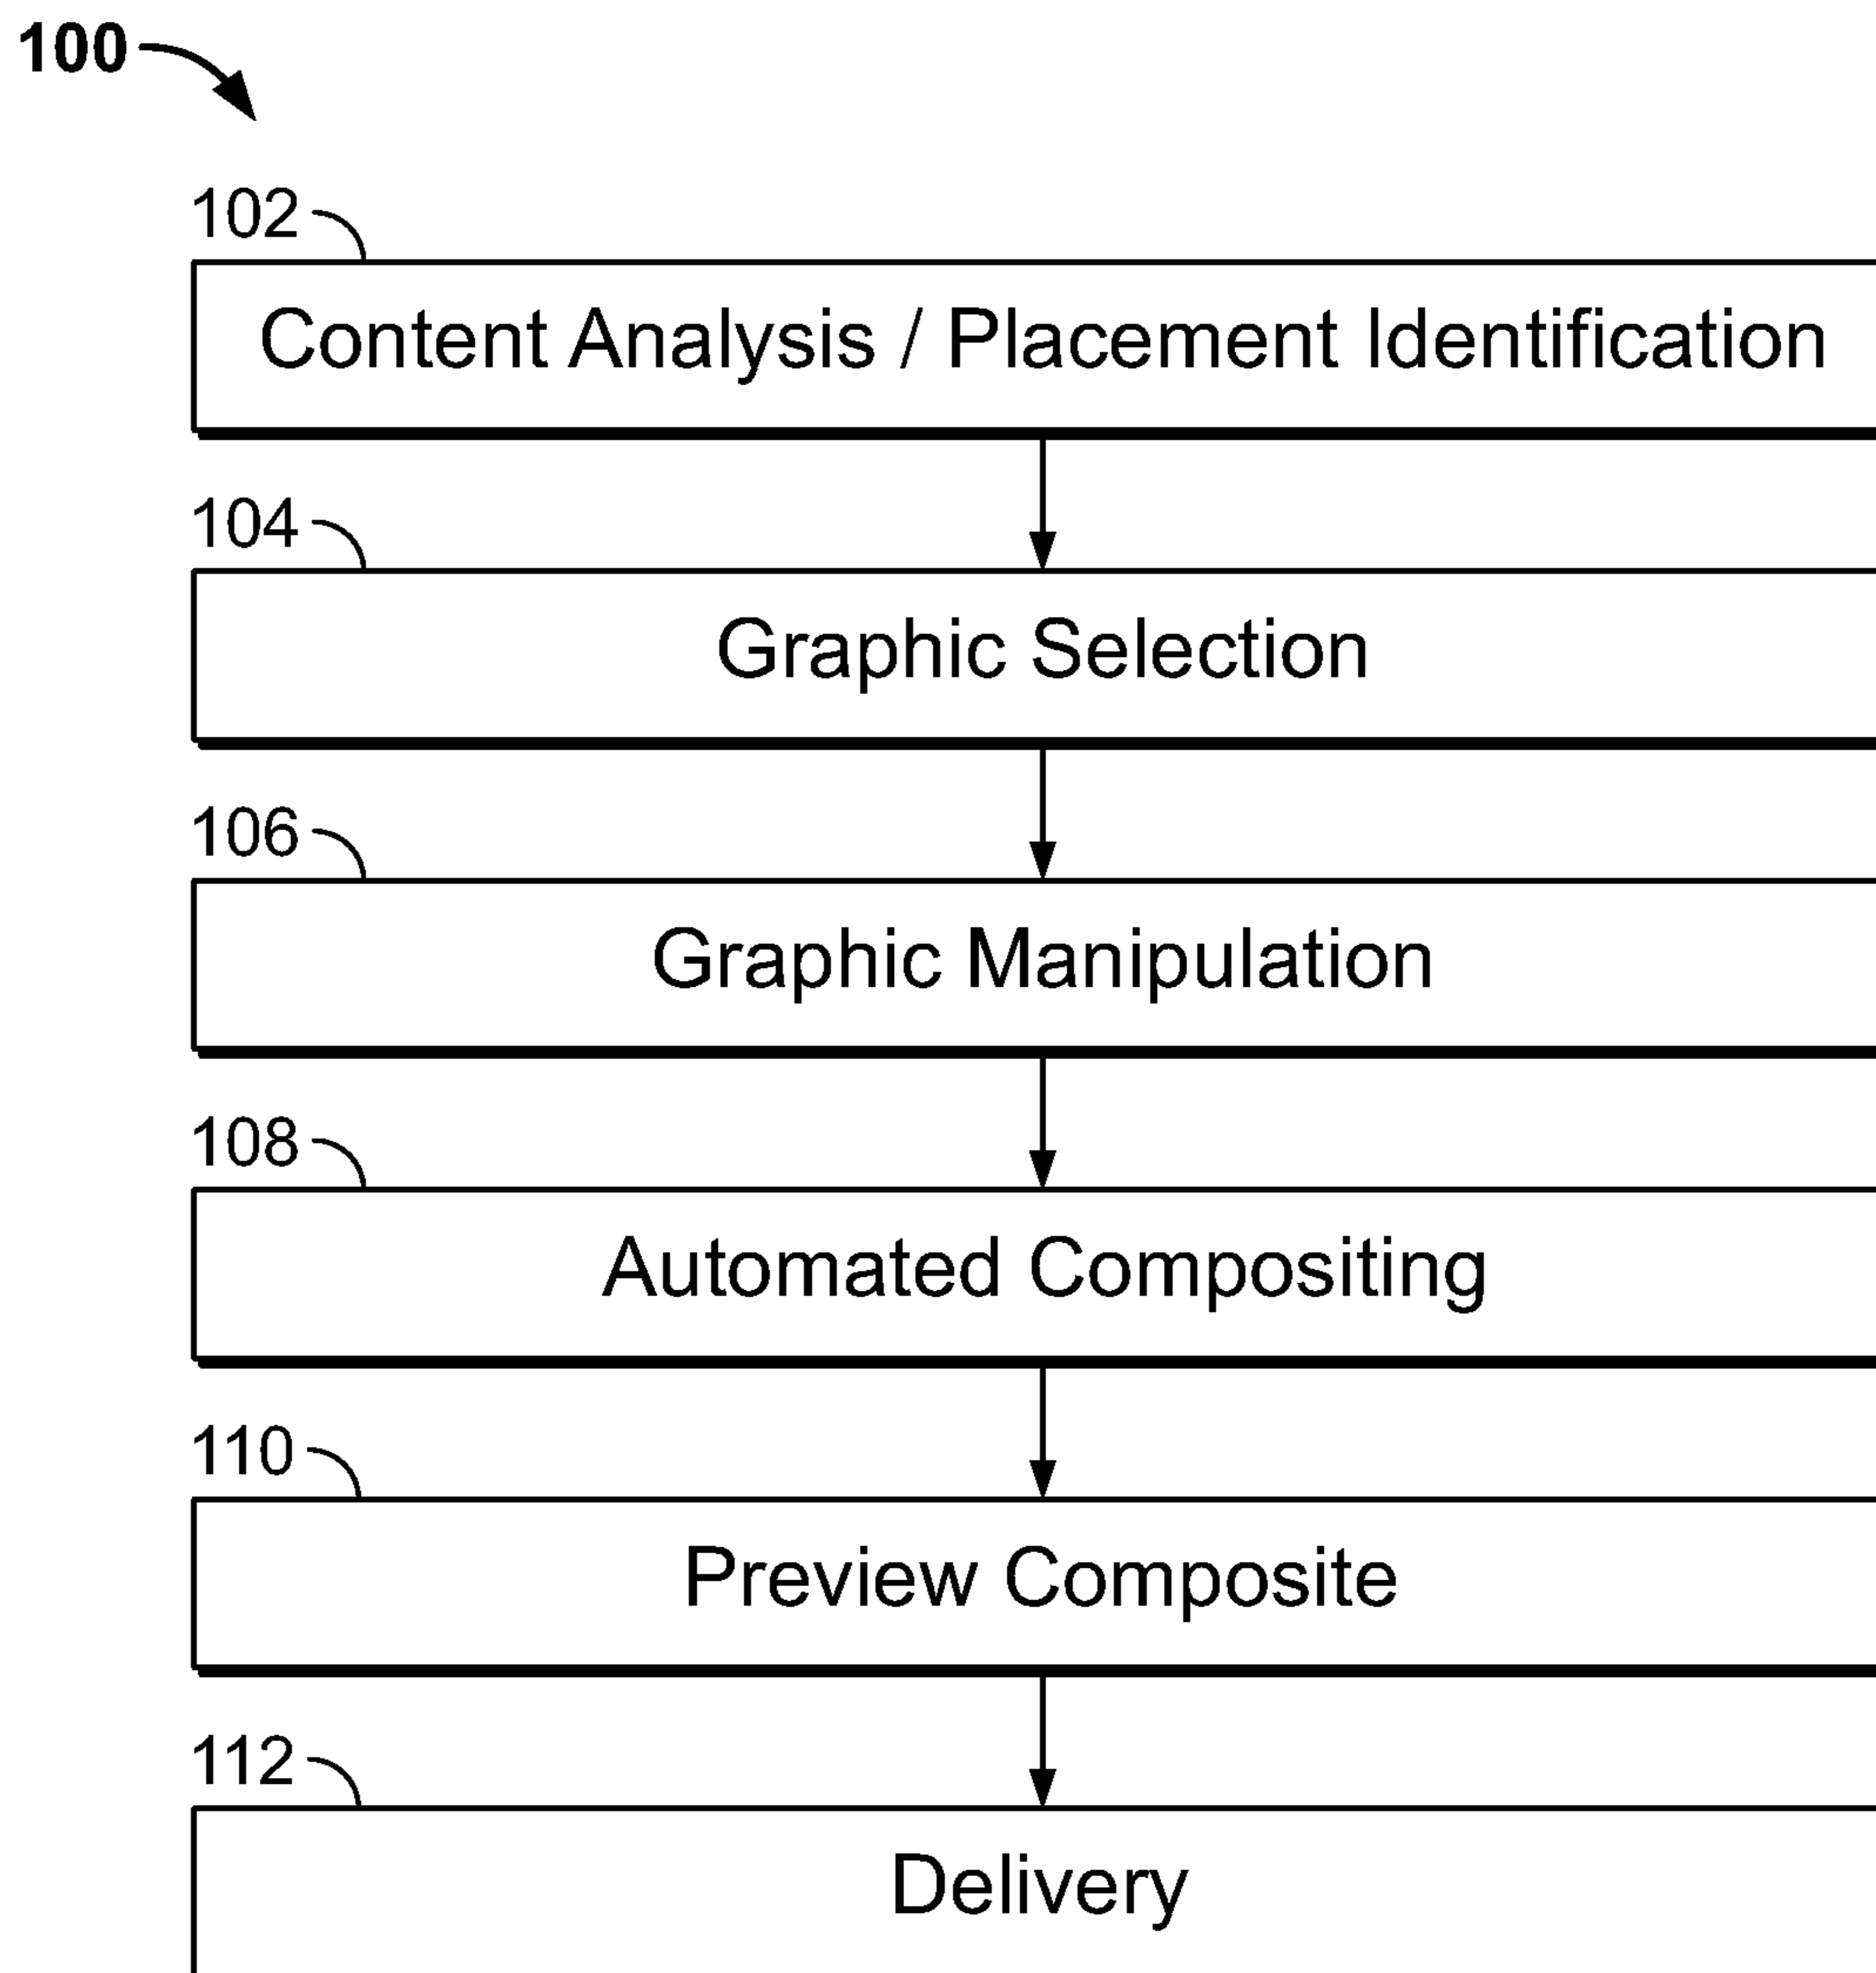 100
102
Content Analysis / Placement Identification
104
Graphic Selection
106
Graphic Manipulation
108
Automated Compositing
110
Preview Composite
112
Delivery